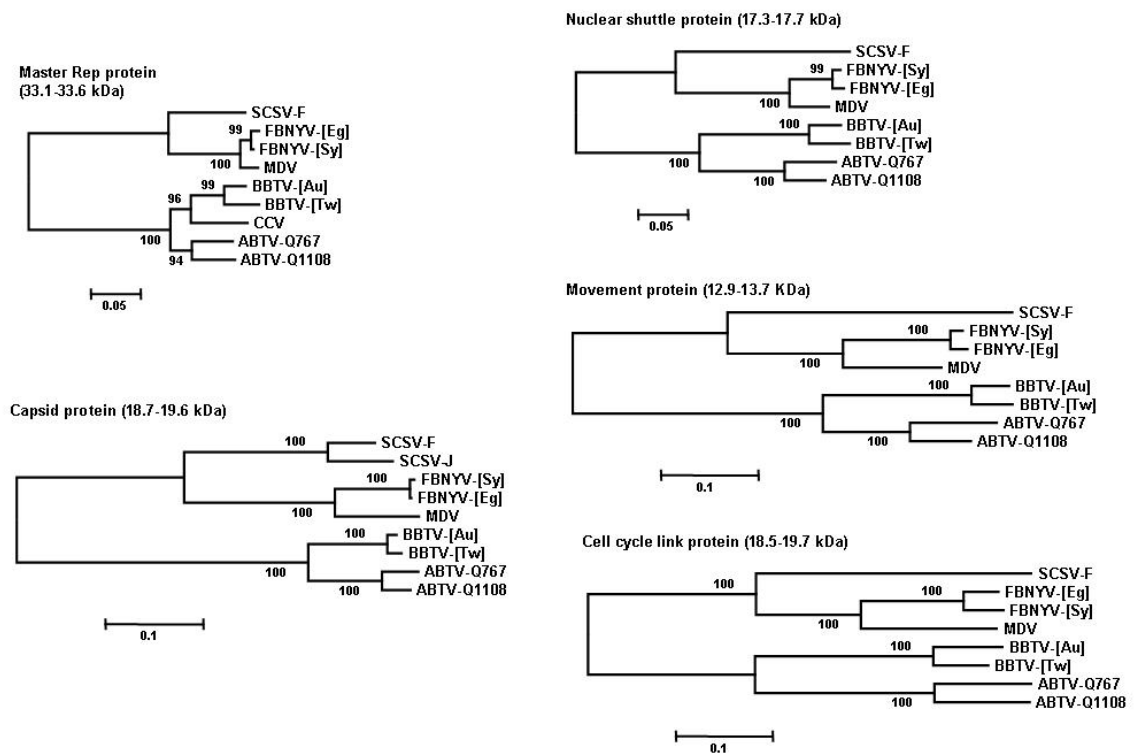 Master Rep protein
(33.1-33.6 kDa)
SCSV-F
99
FBNYV-[Eg]
FBNYV-[Sy]
100
MDV
99
BBTV-[Au]
96
BBTV-[Tw]
CCV
100
ABTV-Q767
94
ABTV-Q1108
0.05
Capsid protein (18.7-19.6 kDa)
100
SCSV-F
SCSV-J
100
FBNYV-[Sy]
FBNYV-[Eg]
100
MDV
100
BBTV-[Au]
BBTV-[Tw]
100
ABTV-Q767
100
ABTV-Q1108
0.1
Nuclear shuttle protein (17.3-17.7 kDa)
SCSV-F
99
FBNYV-[Sy]
FBNYV-[Eg]
100
MDV
100
BBTV-[Au]
BBTV-[Tw]
100
ABTV-Q767
100
ABTV-Q1108
0.05
Movement protein (12.9-13.7 KDa)
SCSV-F
100
FBNYV-[Sy]
FBNYV-[Eg]
100
MDV
100
BBTV-[Au]
BBTV-[Tw]
100
ABTV-Q767
100
ABTV-Q1108
0.1
Cell cycle link protein (18.5-19.7 kDa)
SCSV-F
100
100
FBNYV-[Eg]
FBNYV-[Sy]
100
MDV
100
BBTV-[Au]
BBTV-[Tw]
ABTV-Q767
100
ABTV-Q1108
0.1